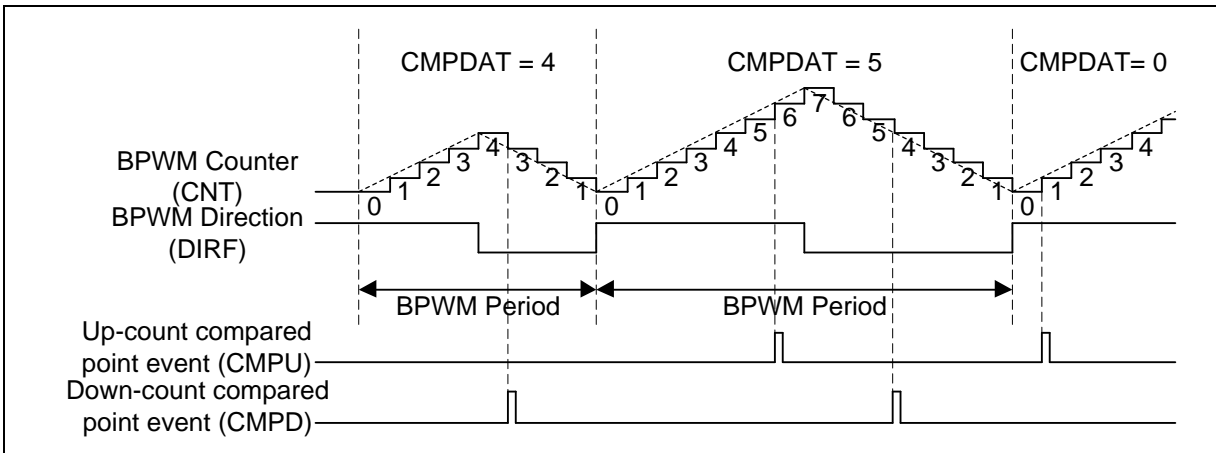 CMPDAT = 4
CMPDAT = 5
CMPDAT= 0
BPWM Counter
(CNT)
0 1 2 3 4 3 2 1 0 1 2 3 4 5 6 7 6 5 4 3 2 1 0 1 2 3 4
BPWM Direction
(DIRF)
BPWM Period
BPWM Period
Up-count compared
point event (CMPU)
Down-count compared
point event (CMPD)